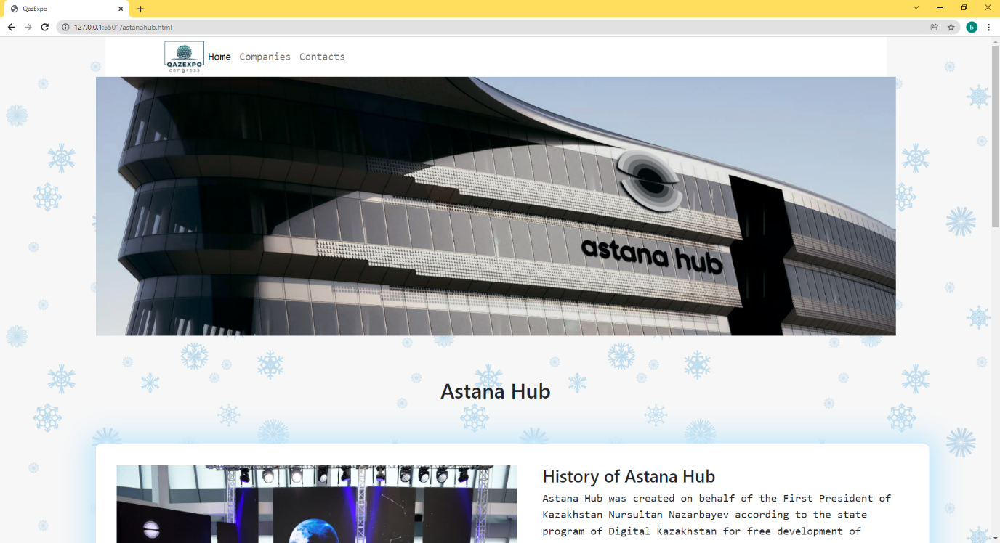 QazExpo
127.0.0.1:5501/astanahub.html
Б
QAZEXPO
congress
Home Companies Contacts
astana hub
Astana Hub
History of Astana Hub
Astana Hub was created on behalf of the First President of
Kazakhstan Nursultan Nazarbayev according to the state
program of Digital Kazakhstan for free development of